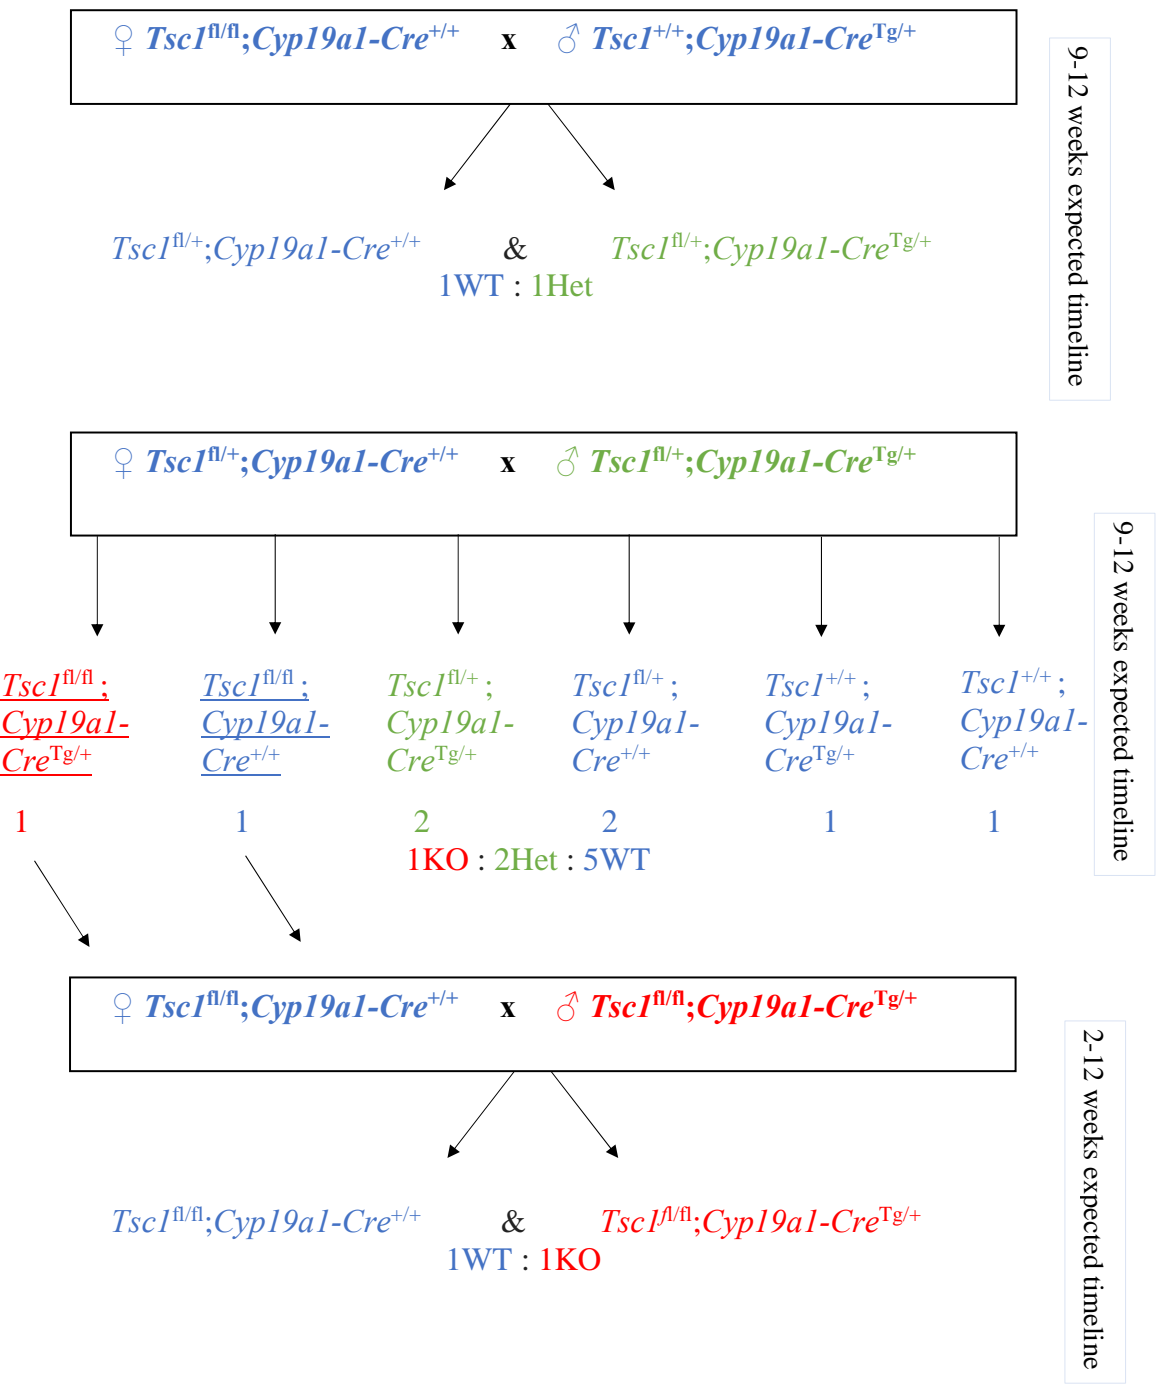 ♀ Tsc1fl/fl;Cyp19a1-Cre+/+ x ♂ Tsc1+/+;Cyp19a1-CreTg/+
9-12 weeks expected timeline
Tsc1fl/+;Cyp19a1-Cre+/+ & Tsc1fl/+;Cyp19a1-CreTg/+
1WT : 1Het
♀ Tsc1fl/+;Cyp19a1-Cre+/+ x ♂ Tsc1fl/+;Cyp19a1-CreTg/+
9-12 weeks expected timeline
Tsc1fl/fl ;
Cyp19a1-
CreTg/+
1
Tsc1fl/fl ;
Cyp19a1-
Cre+/+
1
Tsc1fl/+ ;
Cyp19a1-
CreTg/+
2
Tsc1fl/+ ;
Cyp19a1-
Cre+/+
2
Tsc1+/+ ;
Cyp19a1-
CreTg/+
1
Tsc1+/+ ;
Cyp19a1-
Cre+/+
1
1KO : 2Het : 5WT
♀ Tsc1fl/fl;Cyp19a1-Cre+/+ x ♂ Tsc1fl/fl;Cyp19a1-CreTg/+
2-12 weeks expected timeline
Tsc1fl/fl;Cyp19a1-Cre+/+ & Tsc1fl/fl;Cyp19a1-CreTg/+
1WT : 1KO